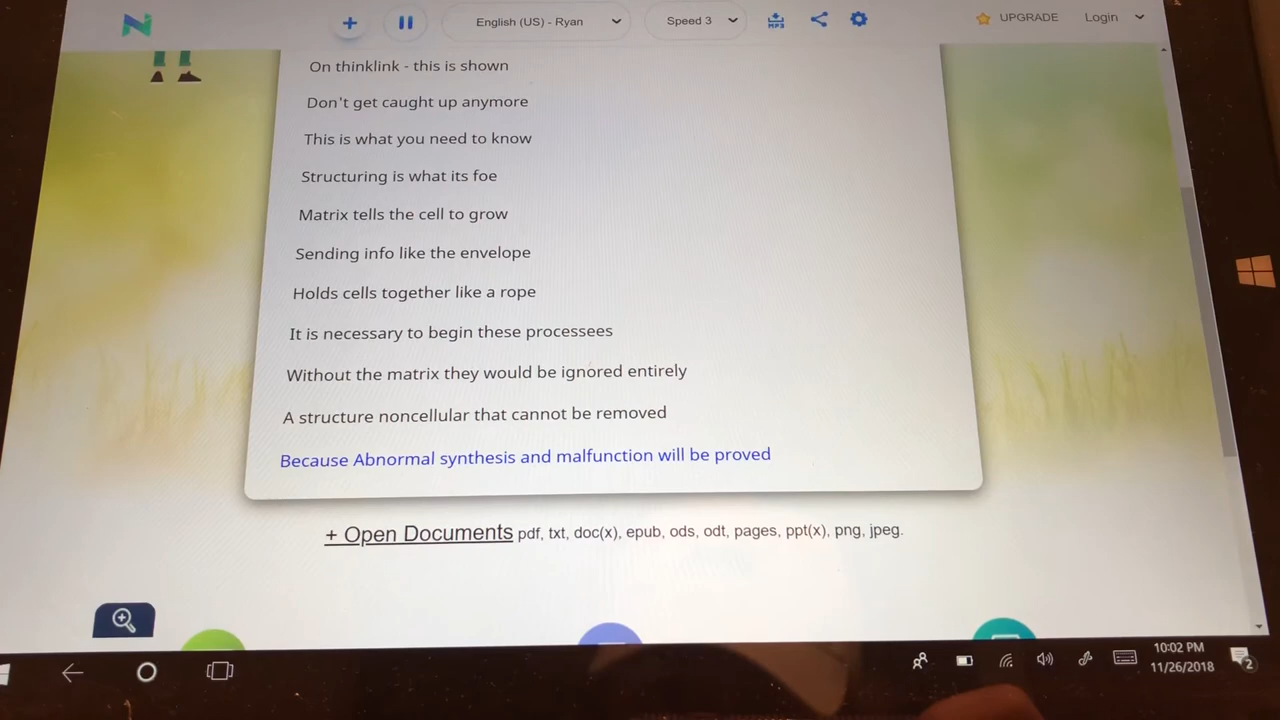 English (US) - Ryan
Speed 3
MP3
UPGRADE
Login
On thinklink - this is shown
Don't get caught up anymore
This is what you need to know
Structuring is what its foe
Matrix tells the cell to grow
Sending info like the envelope
Holds cells together like a rope
It is necessary to begin these processees
Without the matrix they would be ignored entirely
A structure noncellular that cannot be removed
Because Abnormal synthesis and malfunction will be proved
+ Open Documents pdf, txt, doc(x), epub, ods, odt, pages, ppt(x), png, jpeg.
10:02 PM
11/26/2018
2